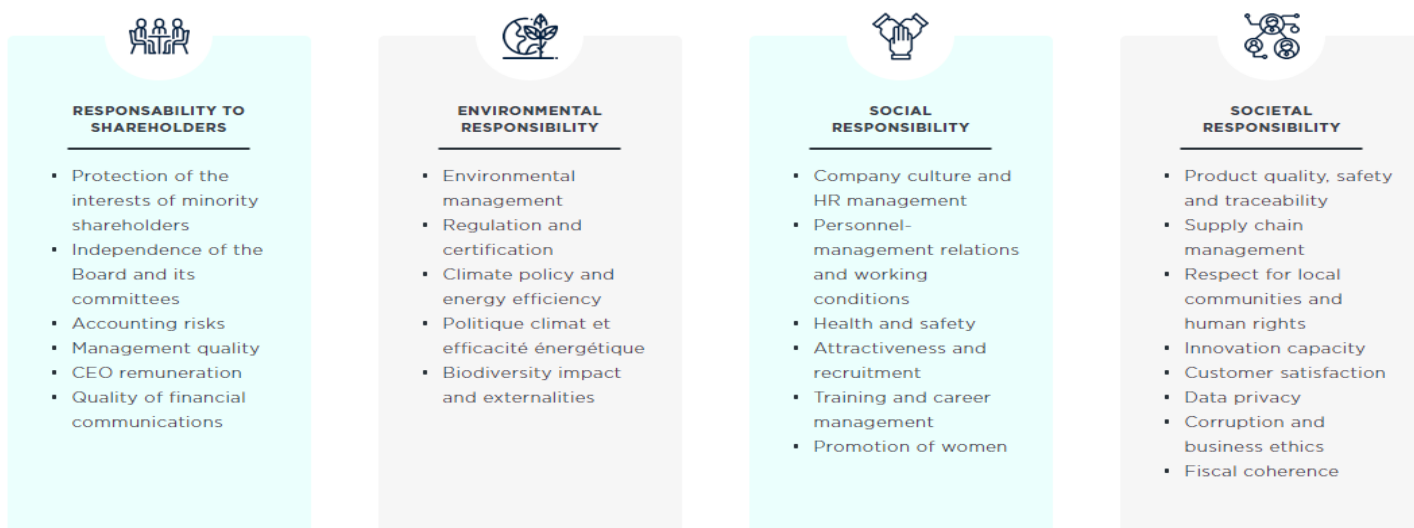 RESPONSABILITY TO
SHAREHOLDERS
▪ Protection of the
interests of minority
shareholders
▪ Independence of the
Board and its
committees
▪ Accounting risks
▪ Management quality
▪ CEO remuneration
▪ Quality of financial
communications
ENVIRONMENTAL
RESPONSIBILITY
▪ Environmental
management
▪ Regulation and
certification
▪ Climate policy and
energy efficiency
▪ Politique climat et
efficacité énergétique
▪ Biodiversity impact
and externalities
SOCIAL
RESPONSIBILITY
▪ Company culture and
HR management
▪ Personnel-
management relations
and working
conditions
▪ Health and safety
▪ Attractiveness and
recruitment
▪ Training and career
management
▪ Promotion of women
SOCIETAL
RESPONSIBILITY
▪ Product quality, safety
and traceability
▪ Supply chain
management
▪ Respect for local
communities and
human rights
▪ Innovation capacity
▪ Customer satisfaction
▪ Data privacy
▪ Corruption and
business ethics
▪ Fiscal coherence